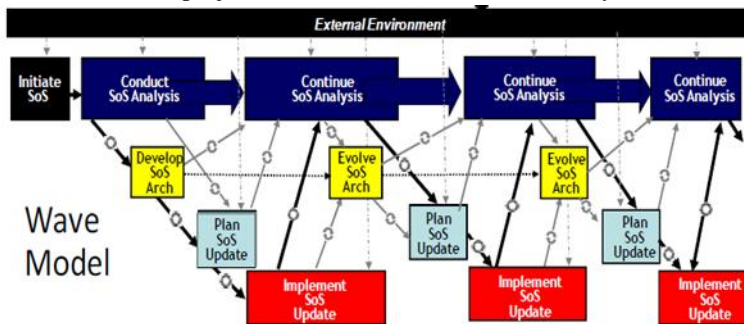 External Environment
Initiate
SoS
Conduct
SoS Analysis
Continue
SoS Analysis
Continue
SoS Analysis
Continue
SoS Analysis
Develop
SoS
Arch
Evolve
SoS
Arch
Evolve
SoS
Arch
Plan
SoS
Update
Plan
SoS
Update
Plan
SoS
Update
Wave
Model
Implement
SoS
Update
Implement
SoS
Update
Implement
SoS
Update